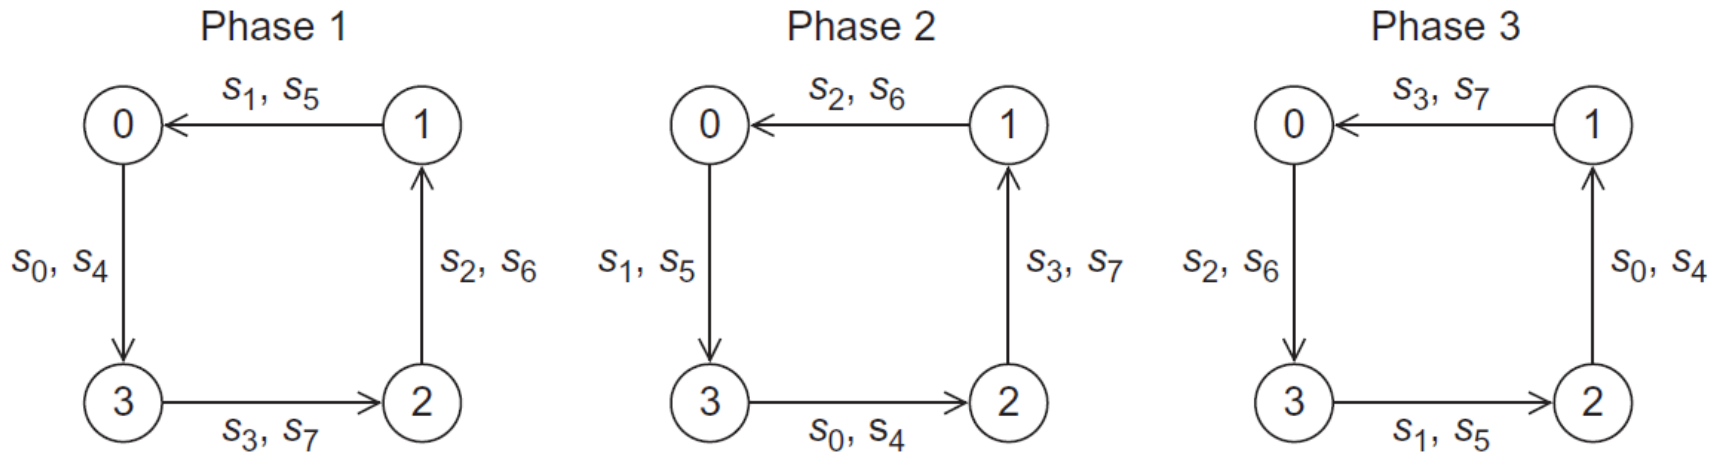 Phase 1
s₁, s₅
0
1
s₀, s₄
s₂, s₆
3
2
s₃, s₇
Phase 2
s₂, s₆
0
1
s₁, s₅
s₃, s₇
3
2
s₀, s₄
Phase 3
s₃, s₇
0
1
s₂, s₆
s₀, s₄
3
2
s₁, s₅